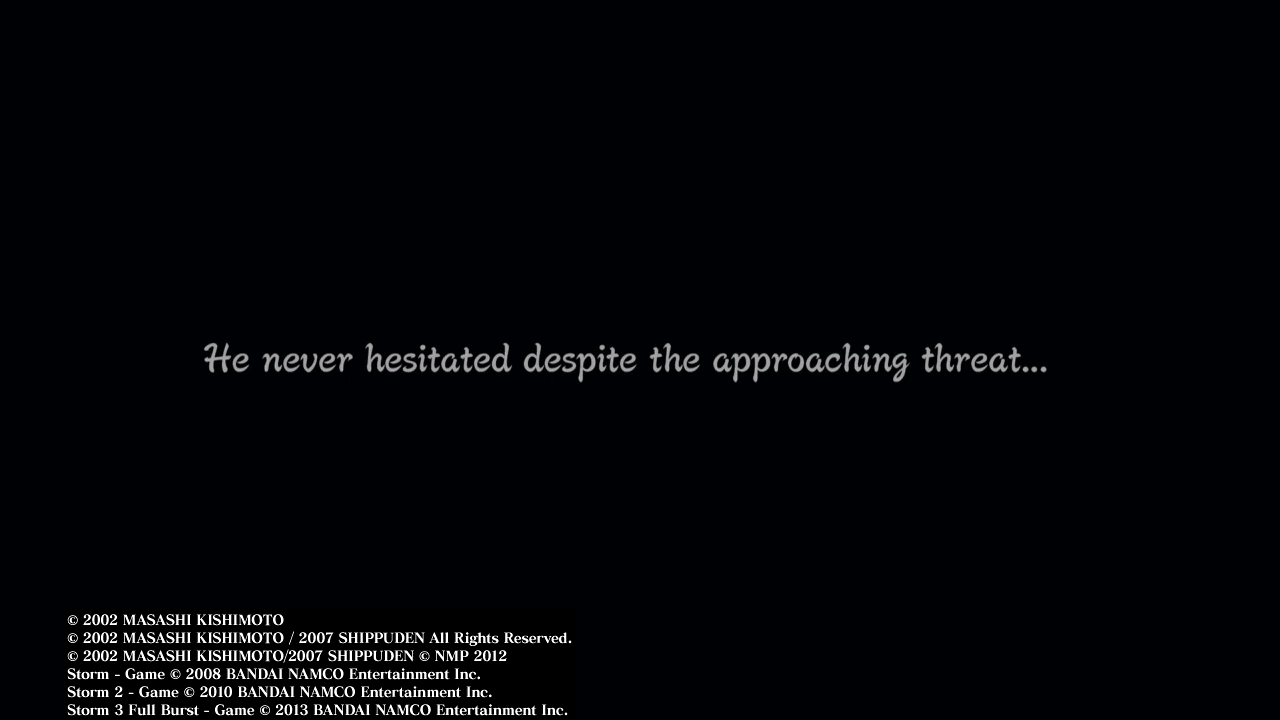 He never hesitated despite the approaching threat...
© 2002 MASASHI KISHIMOTO
© 2002 MASASHI KISHIMOTO / 2007 SHIPPUDEN All Rights Reserved.
© 2002 MASASHI KISHIMOTO/2007 SHIPPUDEN © NMP 2012
Storm - Game © 2008 BANDAI NAMCO Entertainment Inc.
Storm 2 - Game © 2010 BANDAI NAMCO Entertainment Inc.
Storm 3 Full Burst - Game © 2013 BANDAI NAMCO Entertainment Inc.